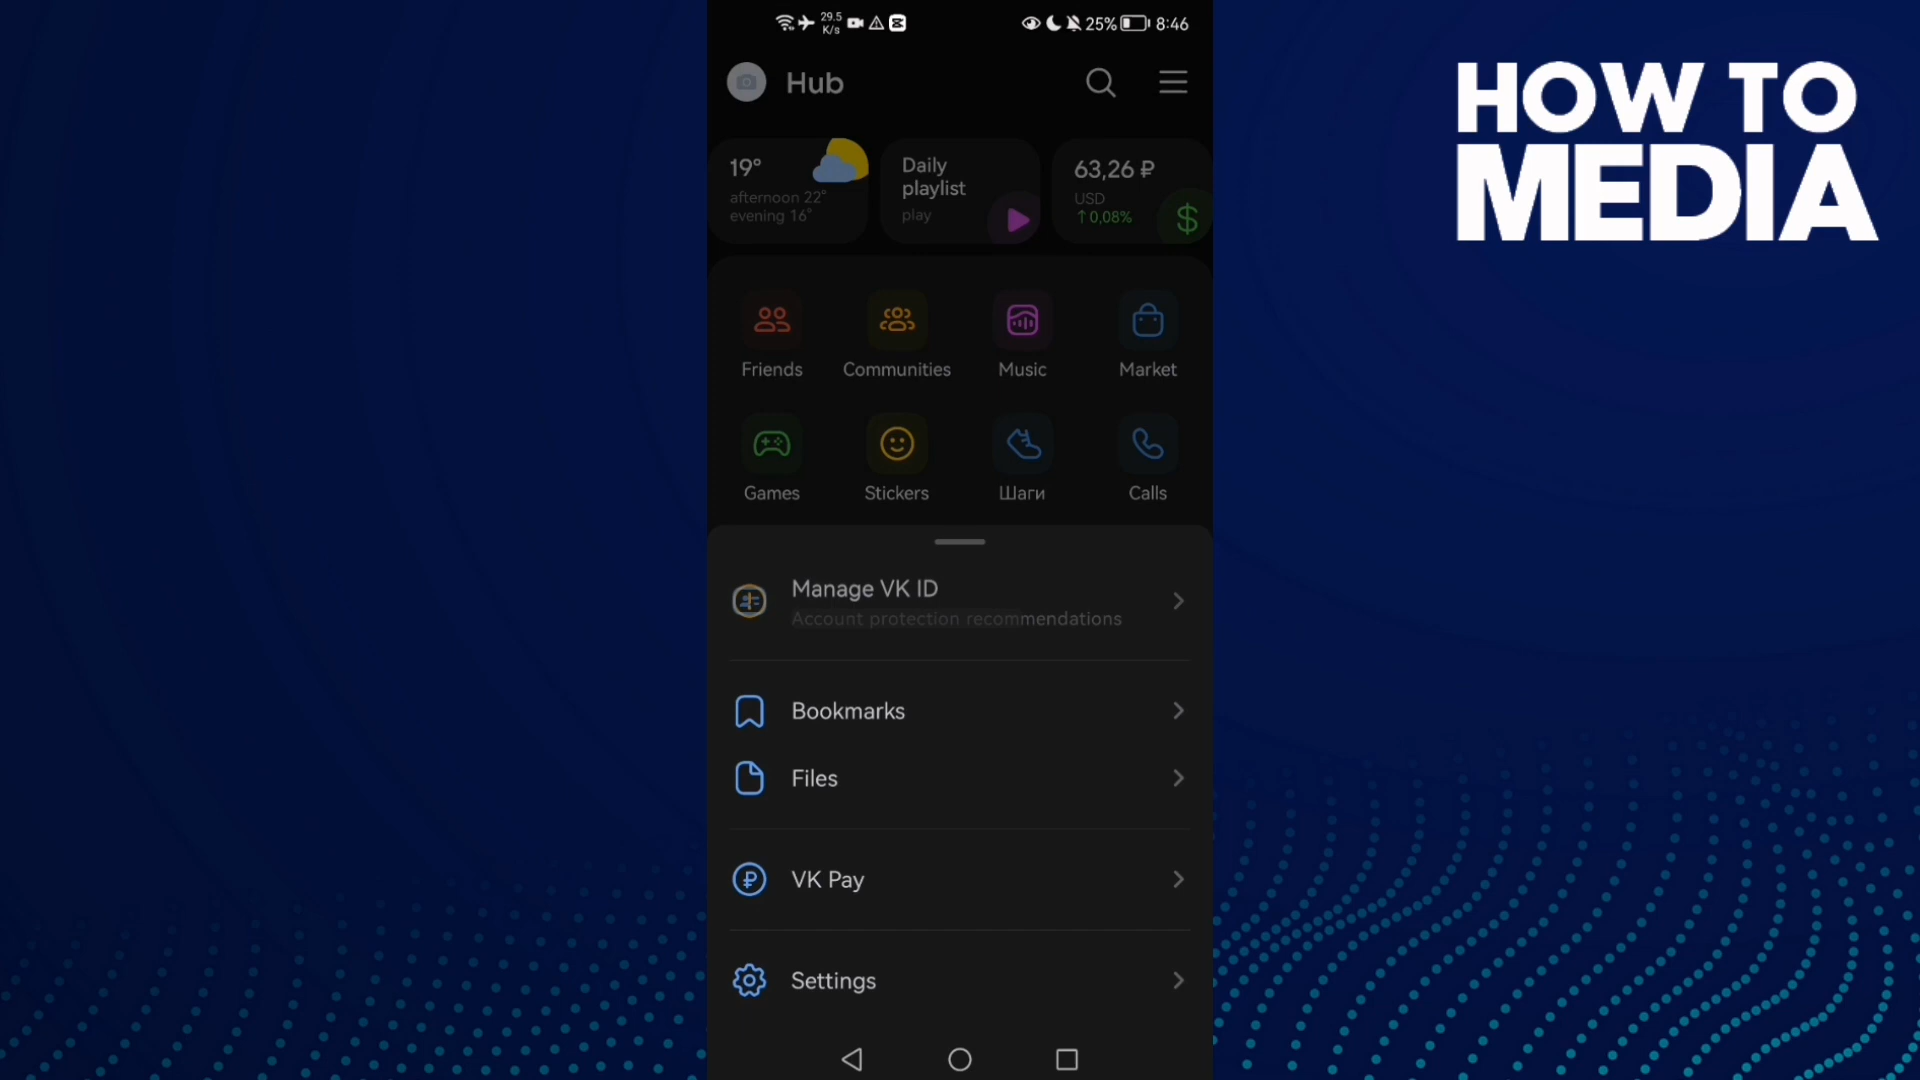 29.5
K/s
25%
8:46
HOW TO
MEDIA
Hub
19°
afternoon 22°
evening 16°
Daily
playlist
play
63,26 ₽
USD
↑0,08%
Friends
Communities
Music
Market
Games
Stickers
Шаги
Calls
Manage VK ID
Account protection recommendations
Bookmarks
Files
VK Pay
Settings